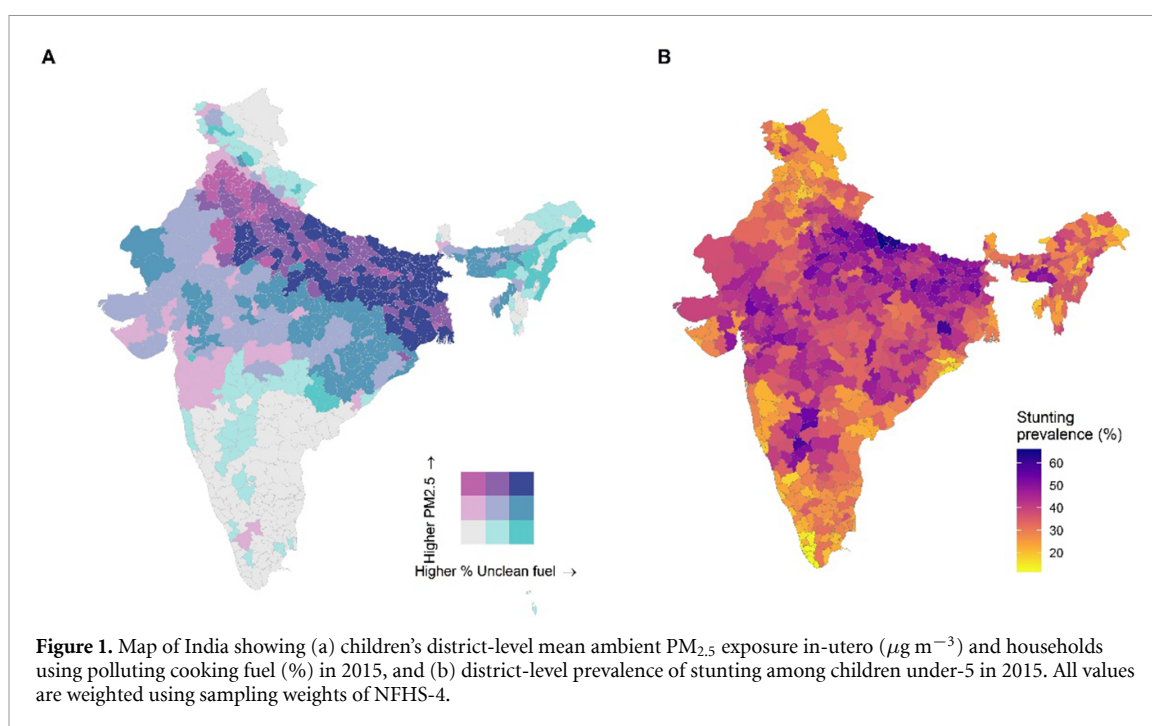 A
B
Higher PM2.5 →
Higher % Unclean fuel →
Stunting
prevalence (%)
60
50
40
30
20
Figure 1. Map of India showing (a) children's district-level mean ambient PM2.5 exposure in-utero (μg m−3) and households
using polluting cooking fuel (%) in 2015, and (b) district-level prevalence of stunting among children under-5 in 2015. All values
are weighted using sampling weights of NFHS-4.